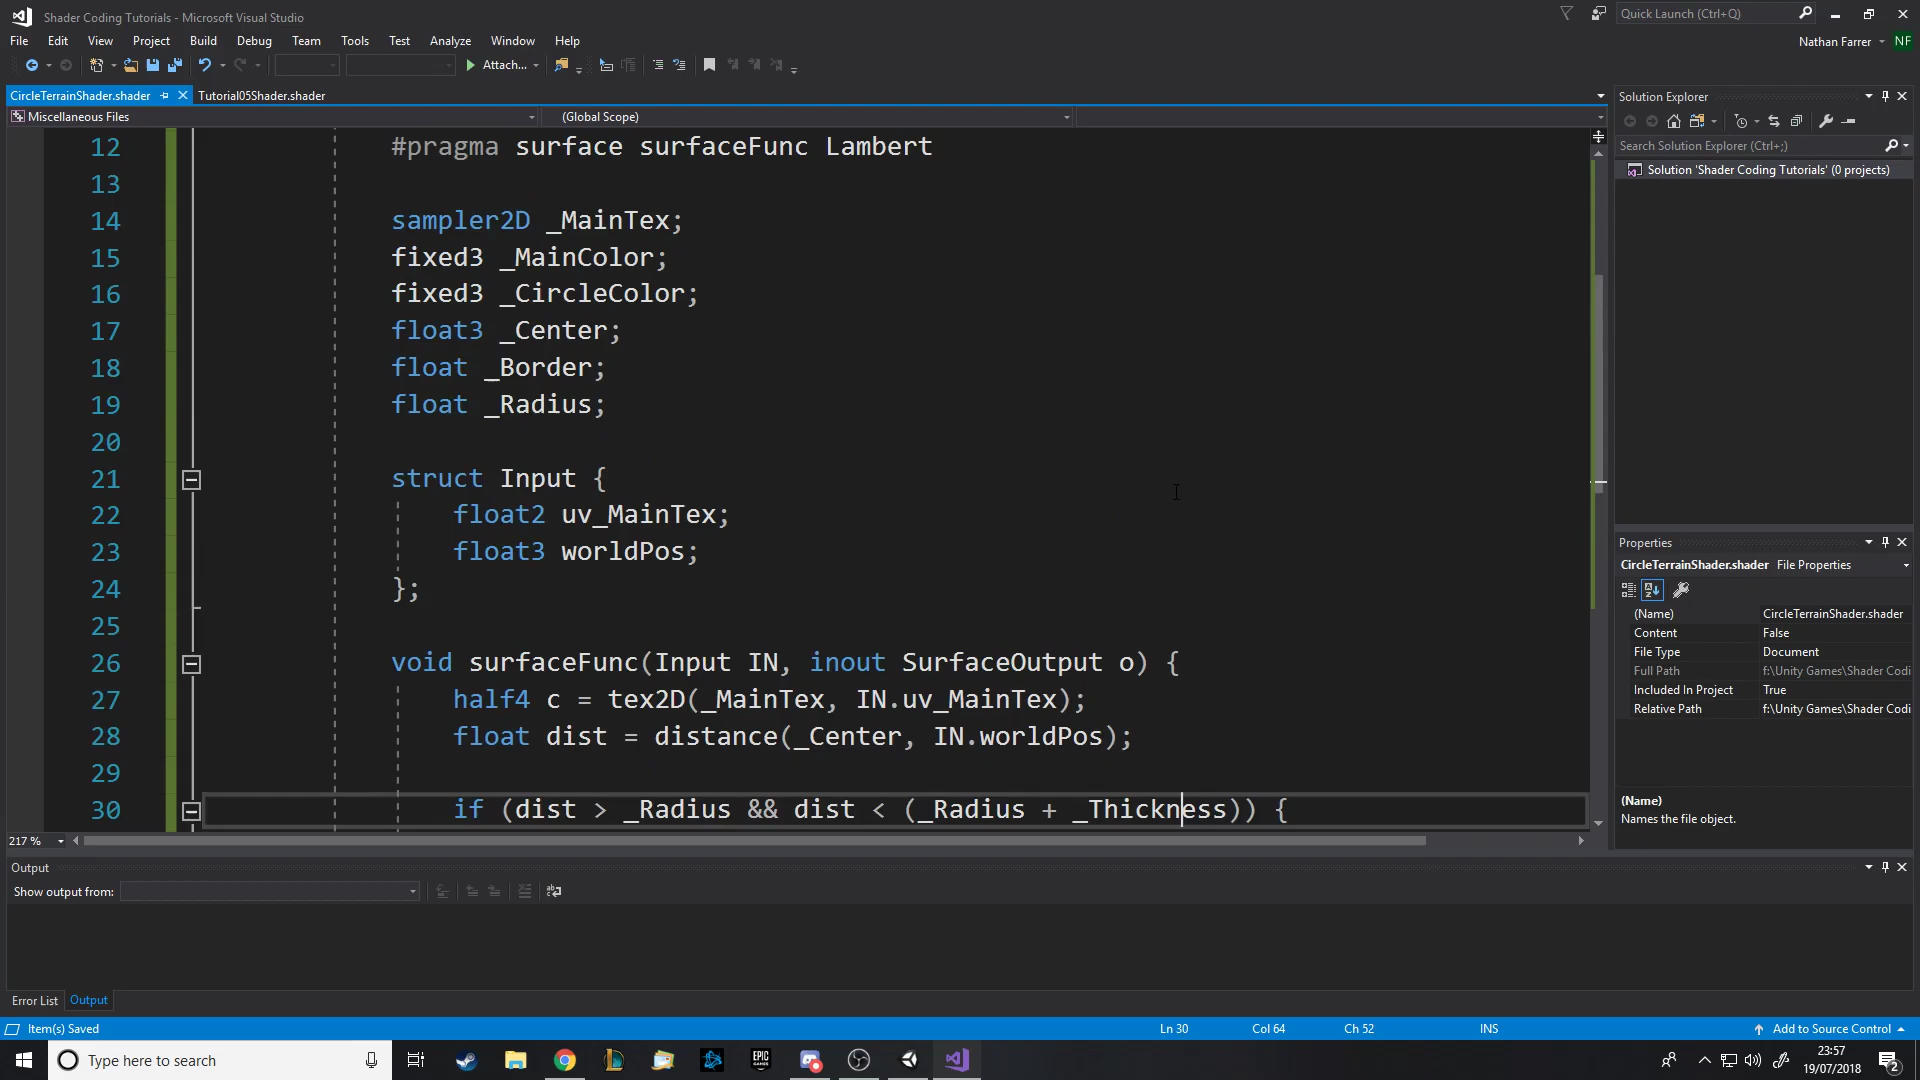 Shader Coding Tutorials - Microsoft Visual Studio
Quick Launch (Ctrl+Q)
File Edit View Project Build Debug Team Tools Test Analyze Window Help
Nathan Farrer NF
Attach...
CircleTerrainShader.shader Tutorial05Shader.shader
Miscellaneous Files (Global Scope)
12 #pragma surface surfaceFunc Lambert
13
14 sampler2D _MainTex;
15 fixed3 _MainColor;
16 fixed3 _CircleColor;
17 float3 _Center;
18 float _Border;
19 float _Radius;
20
21 struct Input {
22 float2 uv_MainTex;
23 float3 worldPos;
24 };
25
26 void surfaceFunc(Input IN, inout SurfaceOutput o) {
27 half4 c = tex2D(_MainTex, IN.uv_MainTex);
28 float dist = distance(_Center, IN.worldPos);
29
30 if (dist > _Radius && dist < (_Radius + _Thickness)) {
217 %
Solution Explorer
Search Solution Explorer (Ctrl+;)
Solution 'Shader Coding Tutorials' (0 projects)
Properties
CircleTerrainShader.shader File Properties
(Name) CircleTerrainShader.shader
Content False
File Type Document
Full Path f:\Unity Games\Shader Codi
Included In Project True
Relative Path f:\Unity Games\Shader Codi
(Name)
Names the file object.
Output
Show output from:
Error List Output
Item(s) Saved Ln 30 Col 64 Ch 52 INS Add to Source Control
Type here to search
EPIC GAMES
23:57
19/07/2018
2